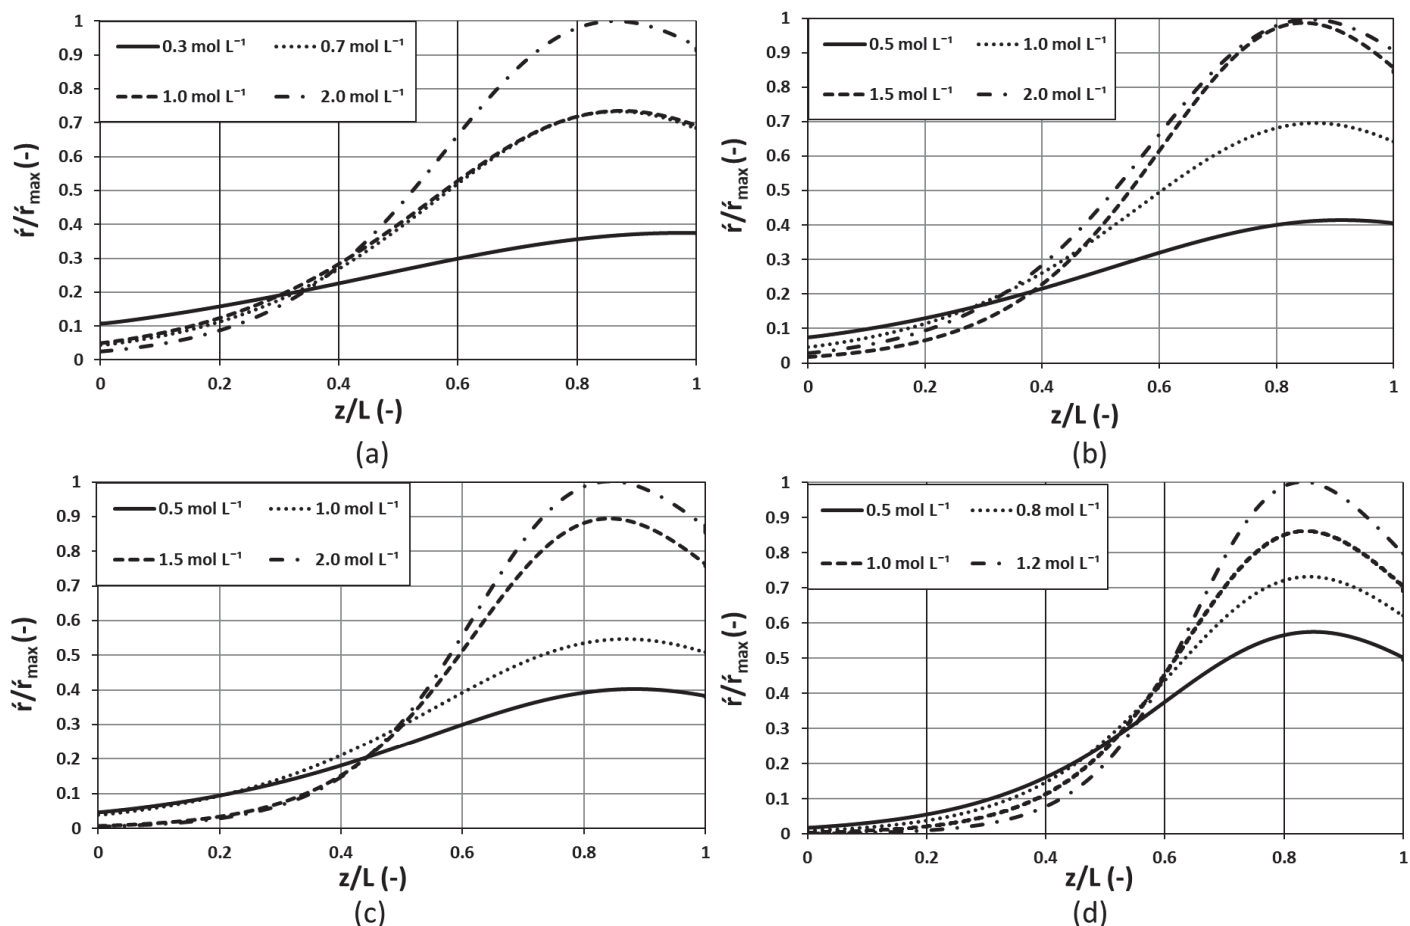 0.3 mol L⁻¹ 0.7 mol L⁻¹
1.0 mol L⁻¹ 2.0 mol L⁻¹
1
0.9
0.8
0.7
0.6
0.5
0.4
0.3
0.2
0.1
0
ŕ/ŕmax (-)
0 0.2 0.4 0.6 0.8 1
z/L (-)
(a)
0.5 mol L⁻¹ 1.0 mol L⁻¹
1.5 mol L⁻¹ 2.0 mol L⁻¹
1
0.9
0.8
0.7
0.6
0.5
0.4
0.3
0.2
0.1
0
ŕ/ŕmax (-)
0 0.2 0.4 0.6 0.8 1
z/L (-)
(b)
0.5 mol L⁻¹ 1.0 mol L⁻¹
1.5 mol L⁻¹ 2.0 mol L⁻¹
1
0.9
0.8
0.7
0.6
0.5
0.4
0.3
0.2
0.1
0
ŕ/ŕmax (-)
0 0.2 0.4 0.6 0.8 1
z/L (-)
(c)
0.5 mol L⁻¹ 0.8 mol L⁻¹
1.0 mol L⁻¹ 1.2 mol L⁻¹
1
0.9
0.8
0.7
0.6
0.5
0.4
0.3
0.2
0.1
0
ŕ/ŕmax (-)
0 0.2 0.4 0.6 0.8 1
z/L (-)
(d)